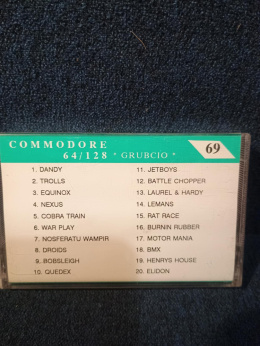 COMMODORE
64/128 * GRUBCIO *
69
1. DANDY
2. TROLLS
3. EQUINOX
4. NEXUS
5. COBRA TRAIN
6. WAR PLAY
7. NOSFERATU WAMPIR
8. DROIDS
9. BOBSLEIGH
10. QUEDEX
11. JETBOYS
12. BATTLE CHOPPER
13. LAUREL & HARDY
14. LEMANS
15. RAT RACE
16. BURNIN RUBBER
17. MOTOR MANIA
18. BMX
19. HENRYS HOUSE
20. ELIDON